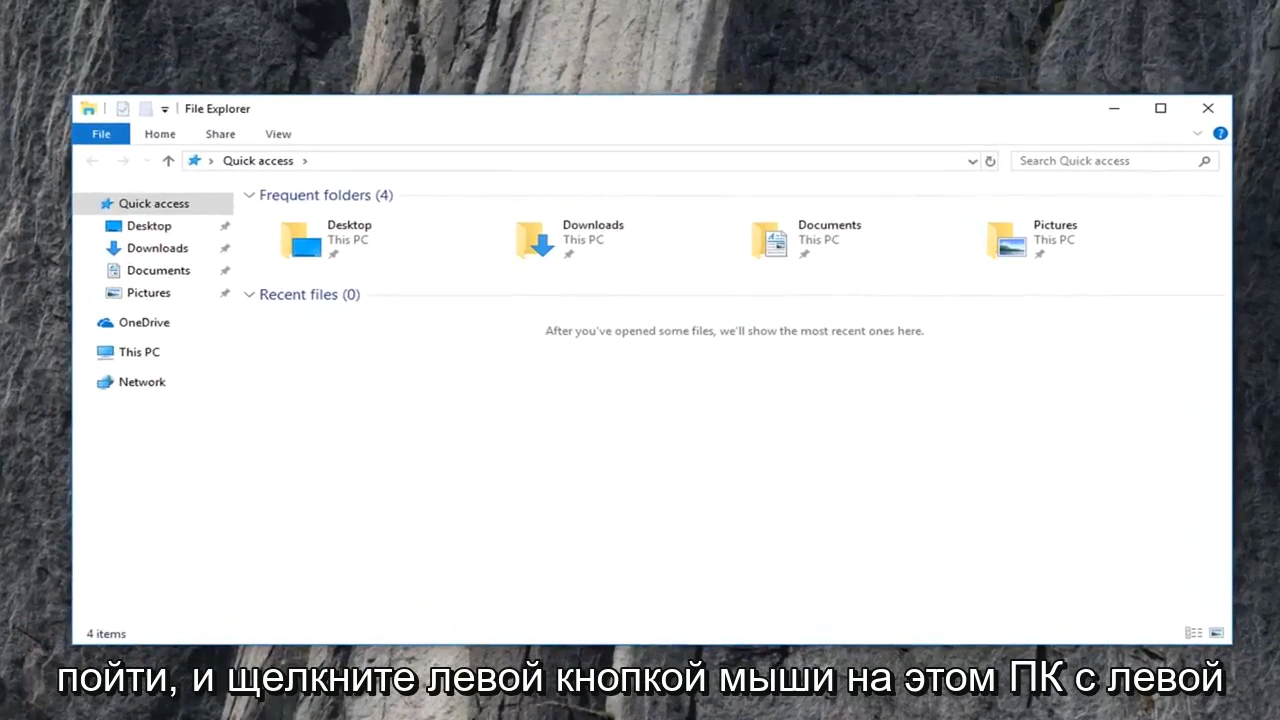 File Explorer
File Home Share View
Quick access
Search Quick access
Quick access
Desktop
Downloads
Documents
Pictures
OneDrive
This PC
Network
Frequent folders (4)
Desktop
This PC
Downloads
This PC
Documents
This PC
Pictures
This PC
Recent files (0)
After you've opened some files, we'll show the most recent ones here.
4 items
пойти, и щелкните левой кнопкой мыши на этом ПК с левой